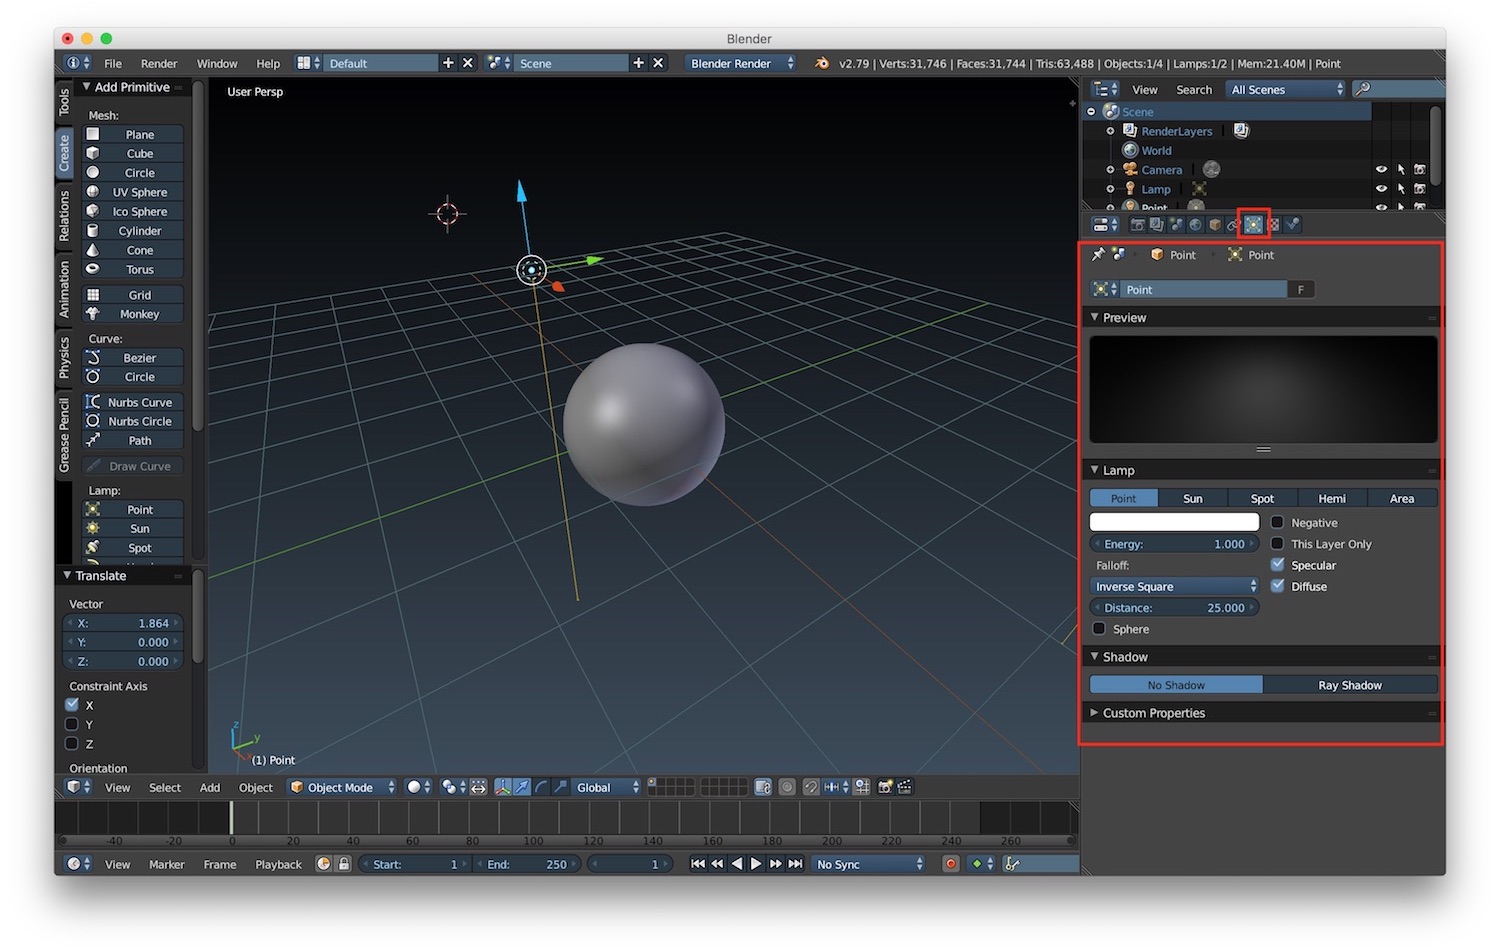 Blender
File Render Window Help Default Scene Blender Render v2.79 | Verts:31,746 | Faces:31,744 | Tris:63,488 | Objects:1/4 | Lamps:1/2 | Mem:21.40M | Point
Tools
Create
Relations
Animation
Physics
Grease Pencil
Add Primitive
Mesh:
Plane
Cube
Circle
UV Sphere
Ico Sphere
Cylinder
Cone
Torus
Grid
Monkey
Curve:
Bezier
Circle
Nurbs Curve
Nurbs Circle
Path
Draw Curve
Lamp:
Point
Sun
Spot
Translate
Vector
X: 1.864
Y: 0.000
Z: 0.000
Constraint Axis
X
Y
Z
Orientation
User Persp
z
y
x
(1) Point
View Select Add Object Object Mode Global
-40 -20 0 20 40 60 80 100 120 140 160 180 200 220 240 260
View Marker Frame Playback Start: 1 End: 250 1 No Sync
View Search All Scenes
Scene
RenderLayers
World
Camera
Lamp
Point
Point Point
Point F
Preview
Lamp
Point Sun Spot Hemi Area
Negative
Energy: 1.000 This Layer Only
Falloff: Specular
Inverse Square Diffuse
Distance: 25.000
Sphere
Shadow
No Shadow Ray Shadow
Custom Properties